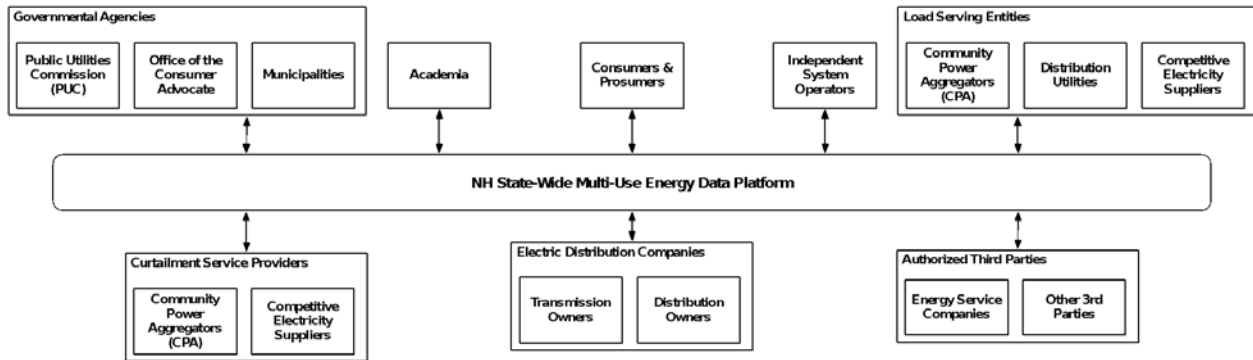 Governmental Agencies
Public Utilities
Commission
(PUC)
Office of the
Consumer
Advocate
Municipalities
Academia
Consumers &
Prosumers
Independent
System
Operators
Load Serving Entities
Community
Power
Aggregators
(CPA)
Distribution
Utilities
Competitive
Electricity
Suppliers
NH State-Wide Multi-Use Energy Data Platform
Curtailment Service Providers
Community
Power
Aggregators
(CPA)
Competitive
Electricity
Suppliers
Electric Distribution Companies
Transmission
Owners
Distribution
Owners
Authorized Third Parties
Energy Service
Companies
Other 3rd
Parties